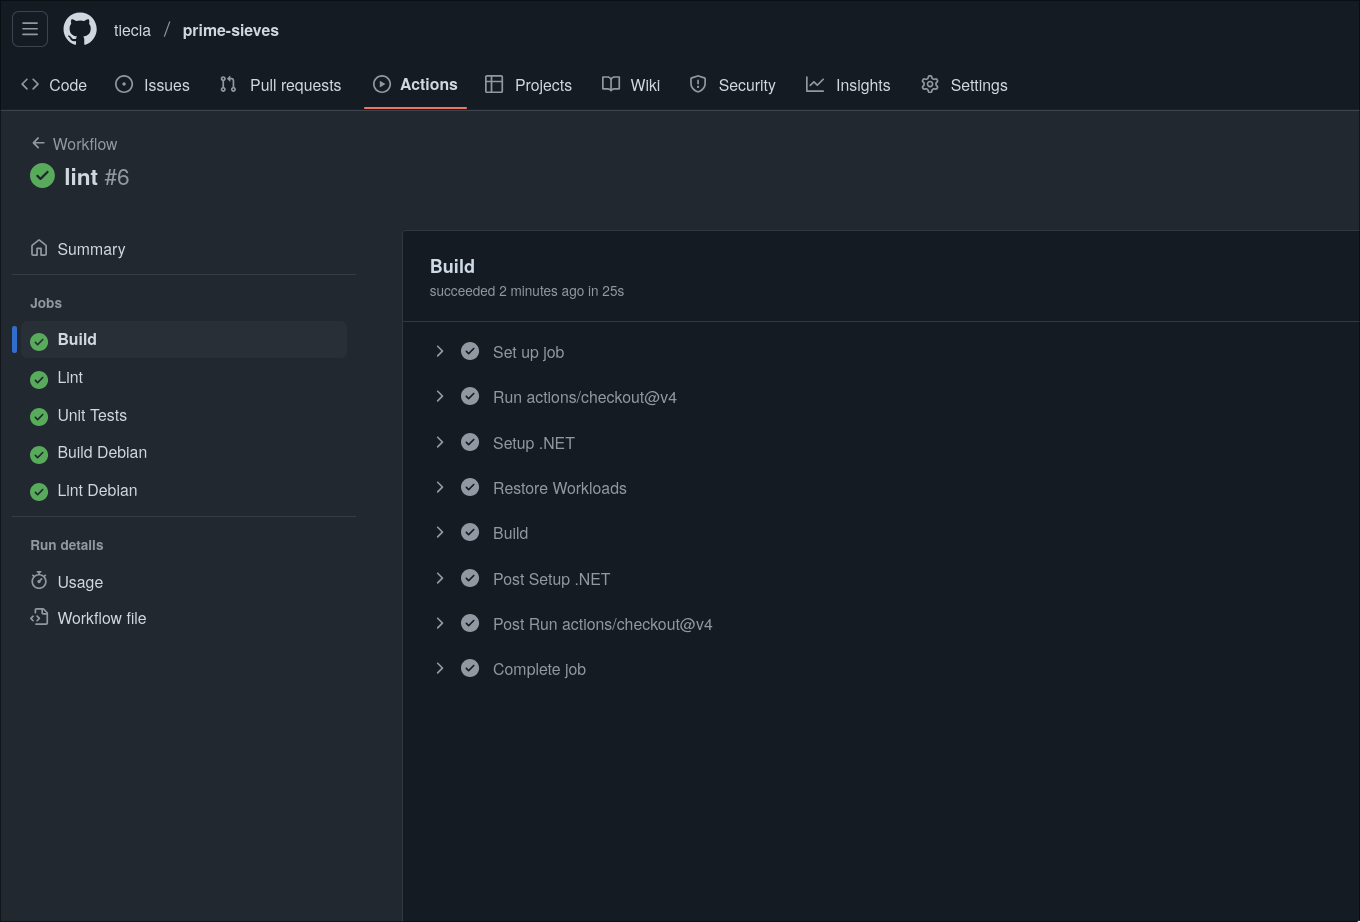 tlecla / prime-sieves
Code Issues Pull requests Actions Projects Wiki Security Insights Settings
Workflow
lint #6
Summary
Jobs
Build
Lint
Unit Tests
Build Debian
Lint Debian
Run details
Usage
Workflow file
Build
succeeded 2 minutes ago in 25s
Set up job
Run actions/checkout@v4
Setup .NET
Restore Workloads
Build
Post Setup .NET
Post Run actions/checkout@v4
Complete job